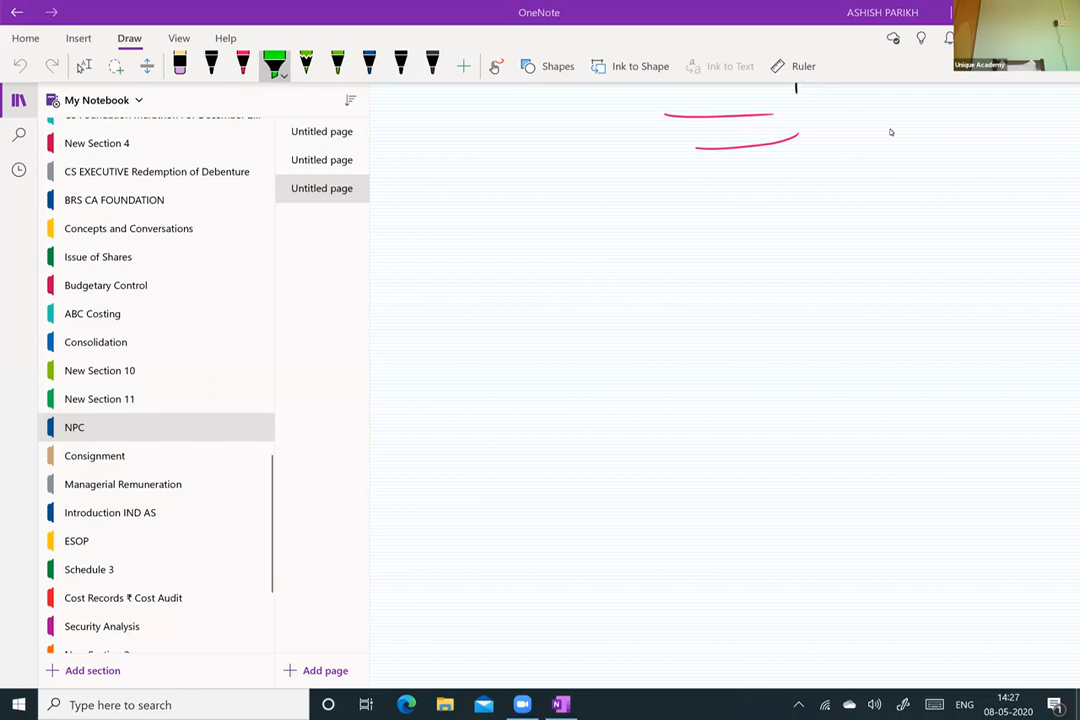 OneNote
ASHISH PARIKH
Unique Academy
Home
Insert
Draw
View
Help
Shapes
Ink to Shape
Ink to Text
Ruler
My Notebook
New Section 4
CS EXECUTIVE Redemption of Debenture
BRS CA FOUNDATION
Concepts and Conversations
Issue of Shares
Budgetary Control
ABC Costing
Consolidation
New Section 10
New Section 11
NPC
Consignment
Managerial Remuneration
Introduction IND AS
ESOP
Schedule 3
Cost Records ₹ Cost Audit
Security Analysis
Add section
Untitled page
Untitled page
Untitled page
Add page
Type here to search
ENG
14:27
08-05-2020